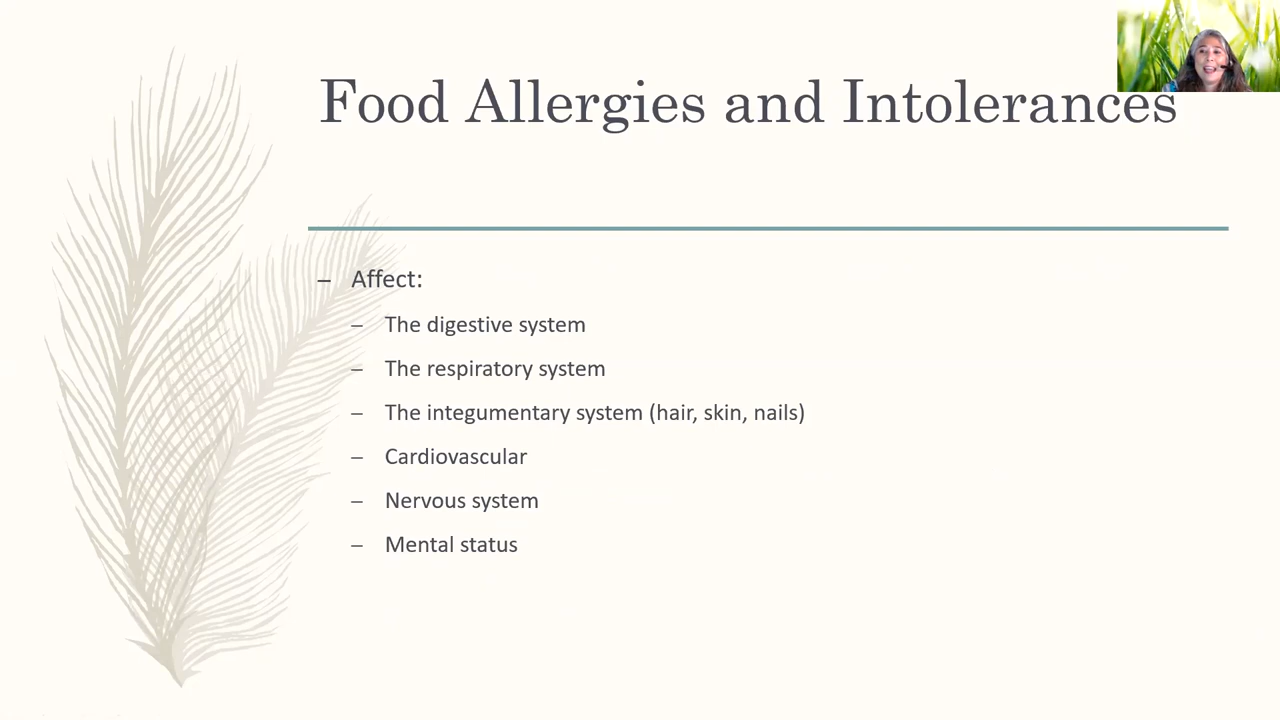 Food Allergies and Intolerances
– Affect:
– The digestive system
– The respiratory system
– The integumentary system (hair, skin, nails)
– Cardiovascular
– Nervous system
– Mental status